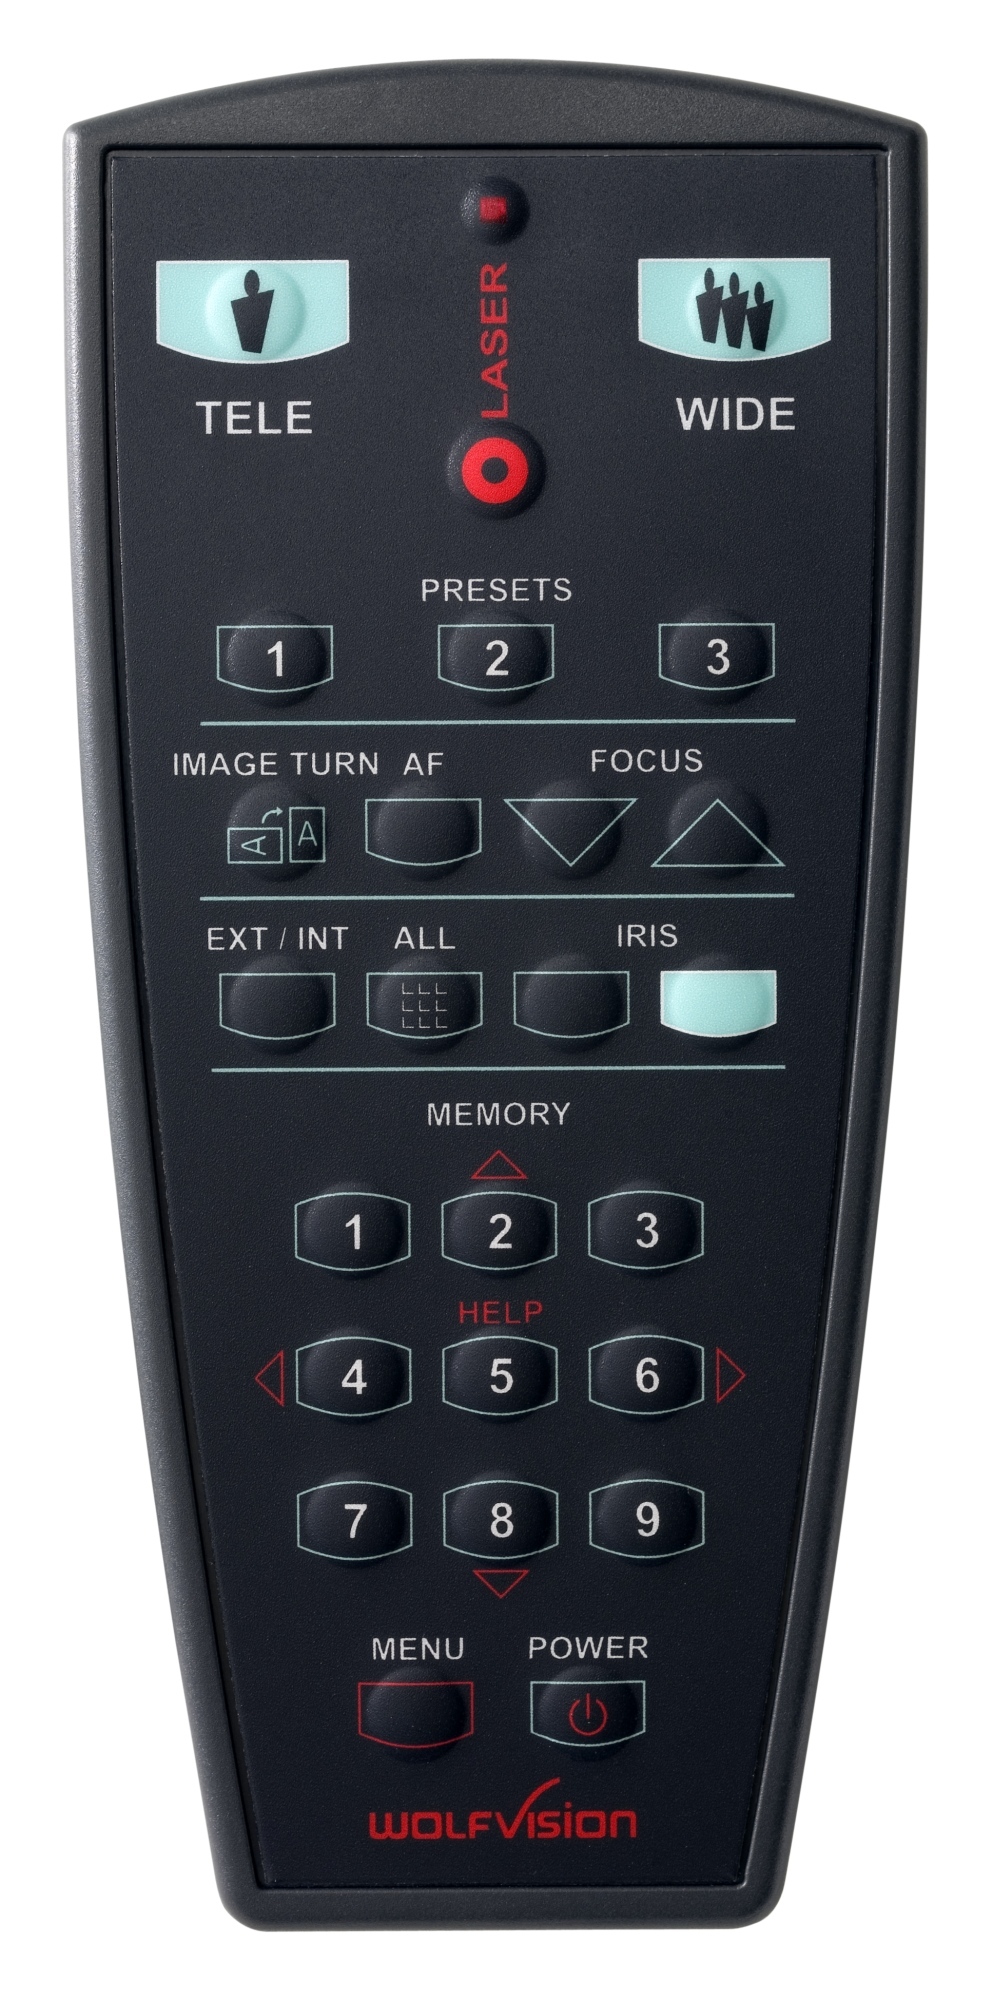 LASER
TELE
WIDE
PRESETS
1 2 3
IMAGE TURN AF FOCUS
A A
EXT / INT ALL IRIS
MEMORY
1 2 3
HELP
4 5 6
7 8 9
MENU POWER
WOLFVISION